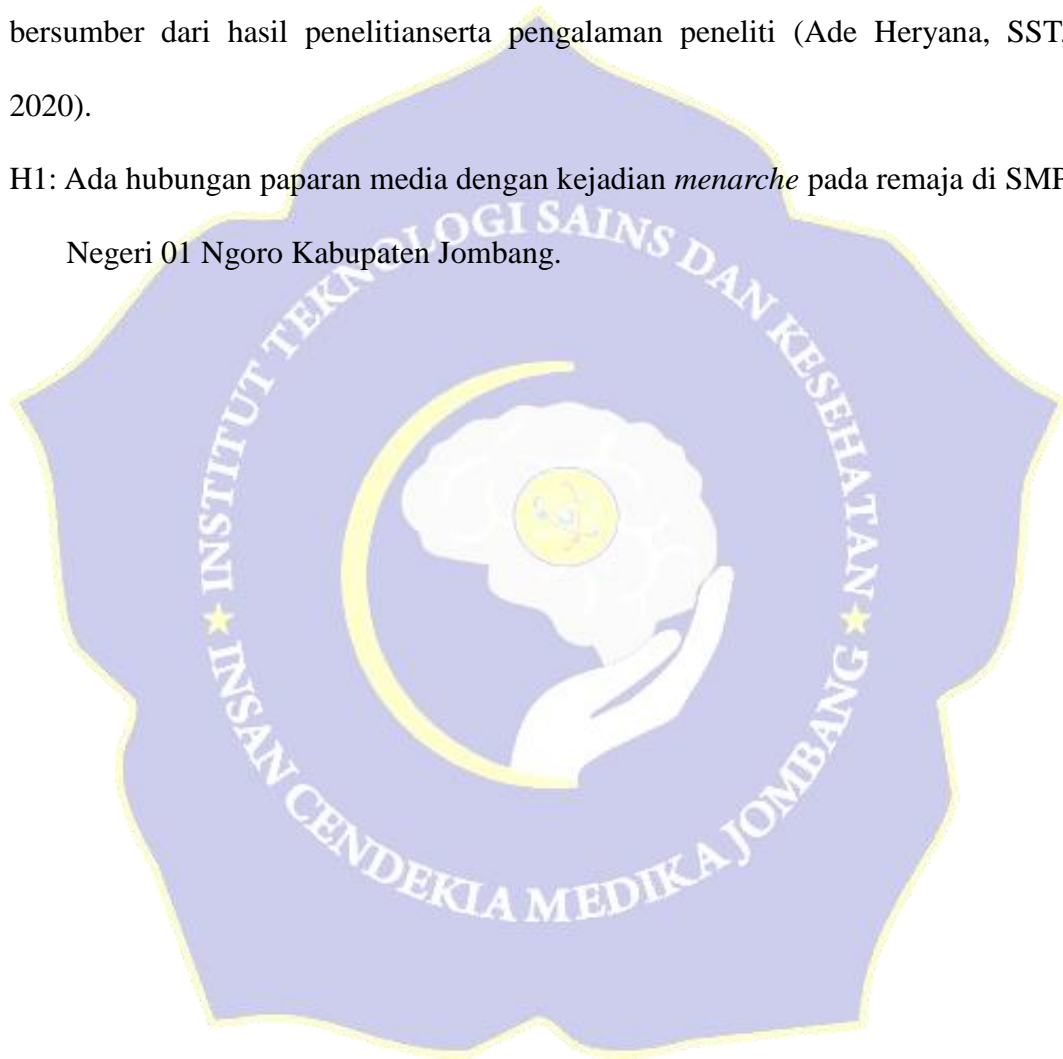 bersumber dari hasil penelitianserta pengalaman peneliti (Ade Heryana, SST.
2020).
H1: Ada hubungan paparan media dengan kejadian menarche pada remaja di SMP
Negeri 01 Ngoro Kabupaten Jombang.
INSTITUT TEKNOLOGI SAINS DAN KESEHATAN
INSAN CENDEKIA MEDIKA JOMBANG